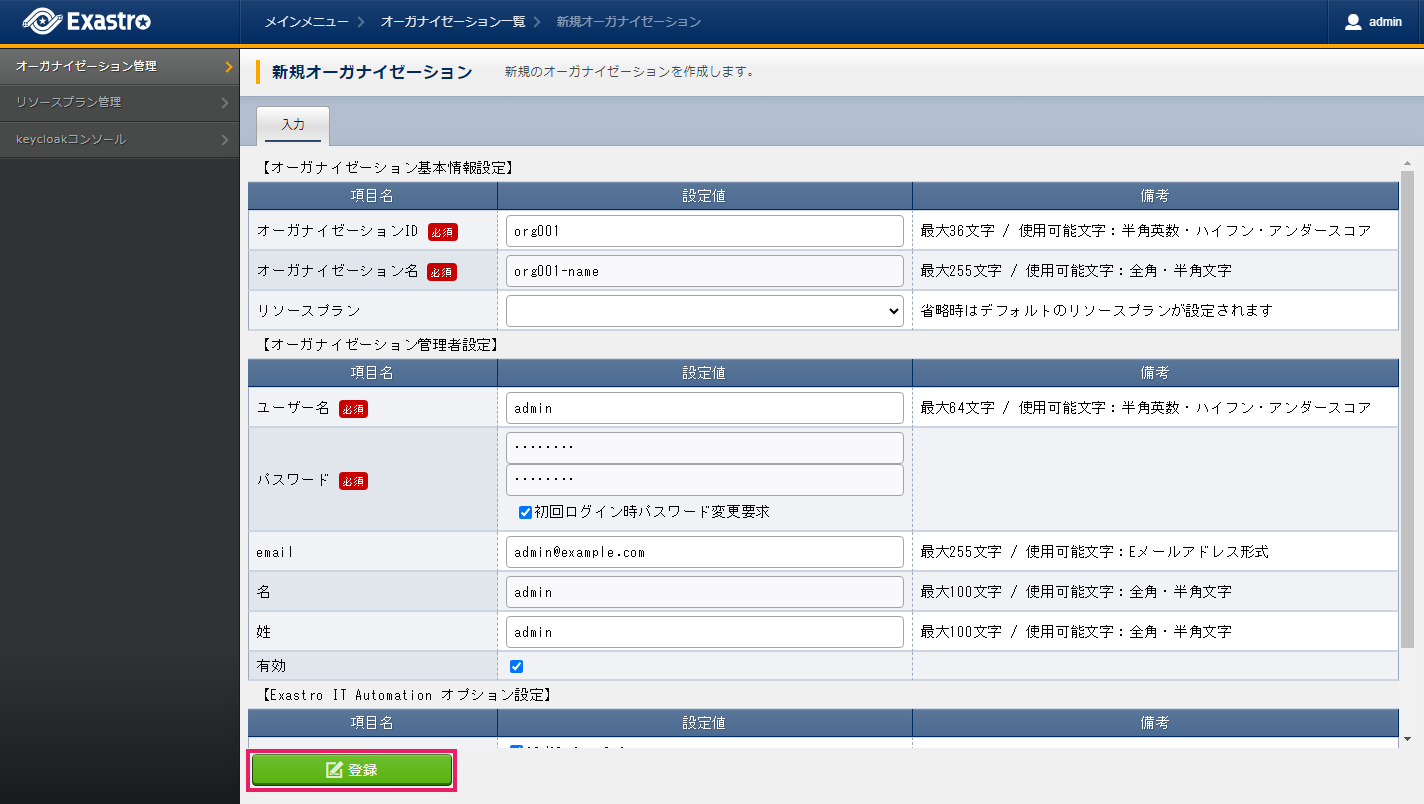 Exastro
メインメニュー オーガナイゼーション一覧 新規オーガナイゼーション
admin
オーガナイゼーション管理
リソースプラン管理
keycloakコンソール
新規オーガナイゼーション 新規のオーガナイゼーションを作成します。
入力
【オーガナイゼーション基本情報設定】
項目名 設定値 備考
オーガナイゼーションID 必須 org001 最大36文字 / 使用可能文字：半角英数・ハイフン・アンダースコア
オーガナイゼーション名 必須 org001-name 最大255文字 / 使用可能文字：全角・半角文字
リソースプラン 省略時はデフォルトのリソースプランが設定されます
【オーガナイゼーション管理者設定】
項目名 設定値 備考
ユーザー名 必須 admin 最大64文字 / 使用可能文字：半角英数・ハイフン・アンダースコア
········
パスワード 必須 ········
初回ログイン時パスワード変更要求
email admin@example.com 最大255文字 / 使用可能文字：Eメールアドレス形式
名 admin 最大100文字 / 使用可能文字：全角・半角文字
姓 admin 最大100文字 / 使用可能文字：全角・半角文字
有効
【Exastro IT Automation オプション設定】
項目名 設定値 備考
登録